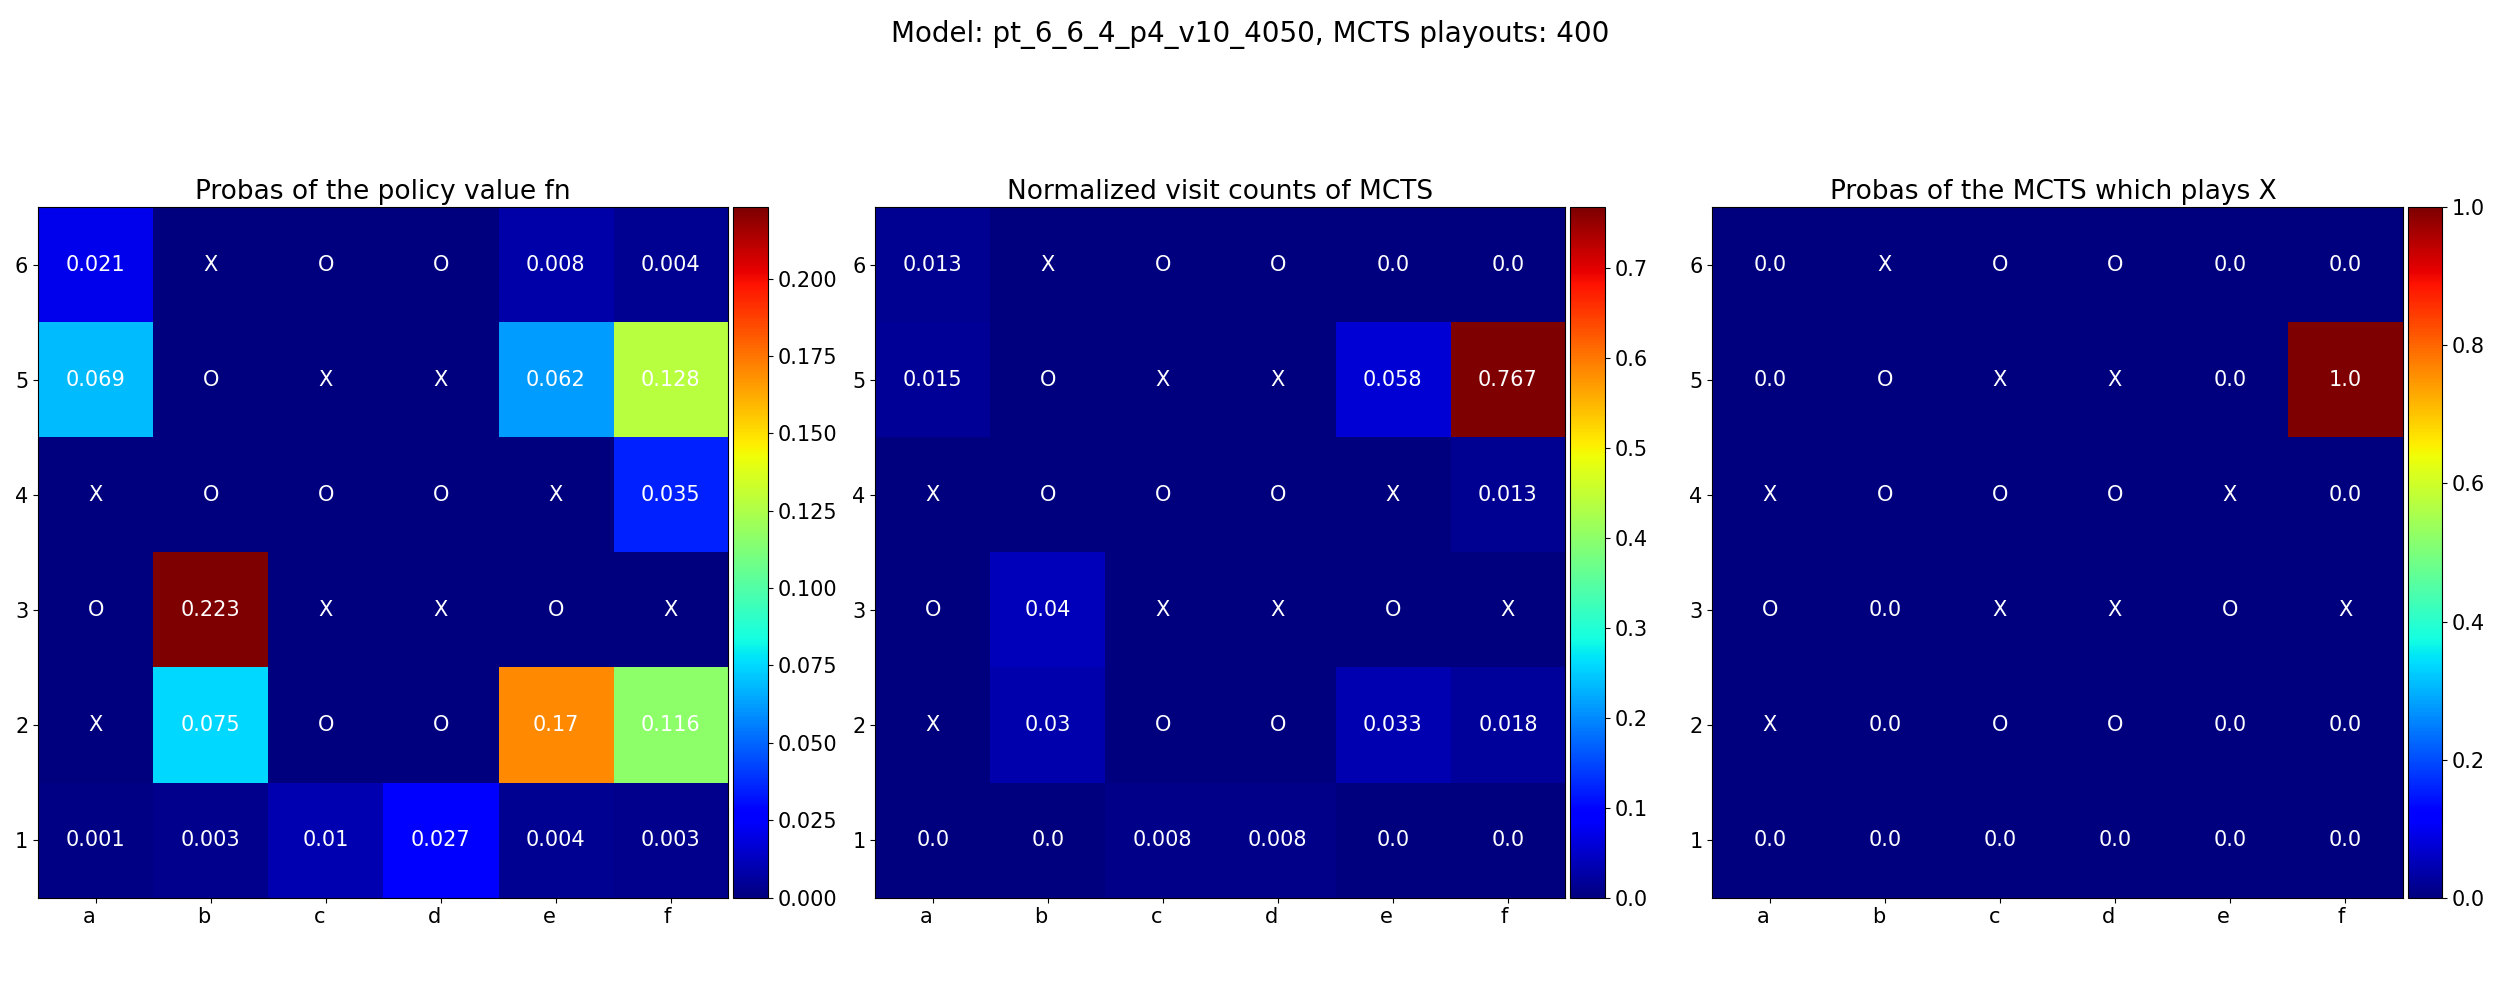 Model: pt_6_6_4_p4_v10_4050, MCTS playouts: 400
Probas of the policy value fn
6 0.021 X O O 0.008 0.004
5 0.069 O X X 0.062 0.128
4 X O O O X 0.035
3 O 0.223 X X O X
2 X 0.075 O O 0.17 0.116
1 0.001 0.003 0.01 0.027 0.004 0.003
a b c d e f
0.200
0.175
0.150
0.125
0.100
0.075
0.050
0.025
0.000
Normalized visit counts of MCTS
6 0.013 X O O 0.0 0.0
5 0.015 O X X 0.058 0.767
4 X O O O X 0.013
3 O 0.04 X X O X
2 X 0.03 O O 0.033 0.018
1 0.0 0.0 0.008 0.008 0.0 0.0
a b c d e f
0.7
0.6
0.5
0.4
0.3
0.2
0.1
0.0
Probas of the MCTS which plays X
6 0.0 X O O 0.0 0.0
5 0.0 O X X 0.0 1.0
4 X O O O X 0.0
3 O 0.0 X X O X
2 X 0.0 O O 0.0 0.0
1 0.0 0.0 0.0 0.0 0.0 0.0
a b c d e f
1.0
0.8
0.6
0.4
0.2
0.0